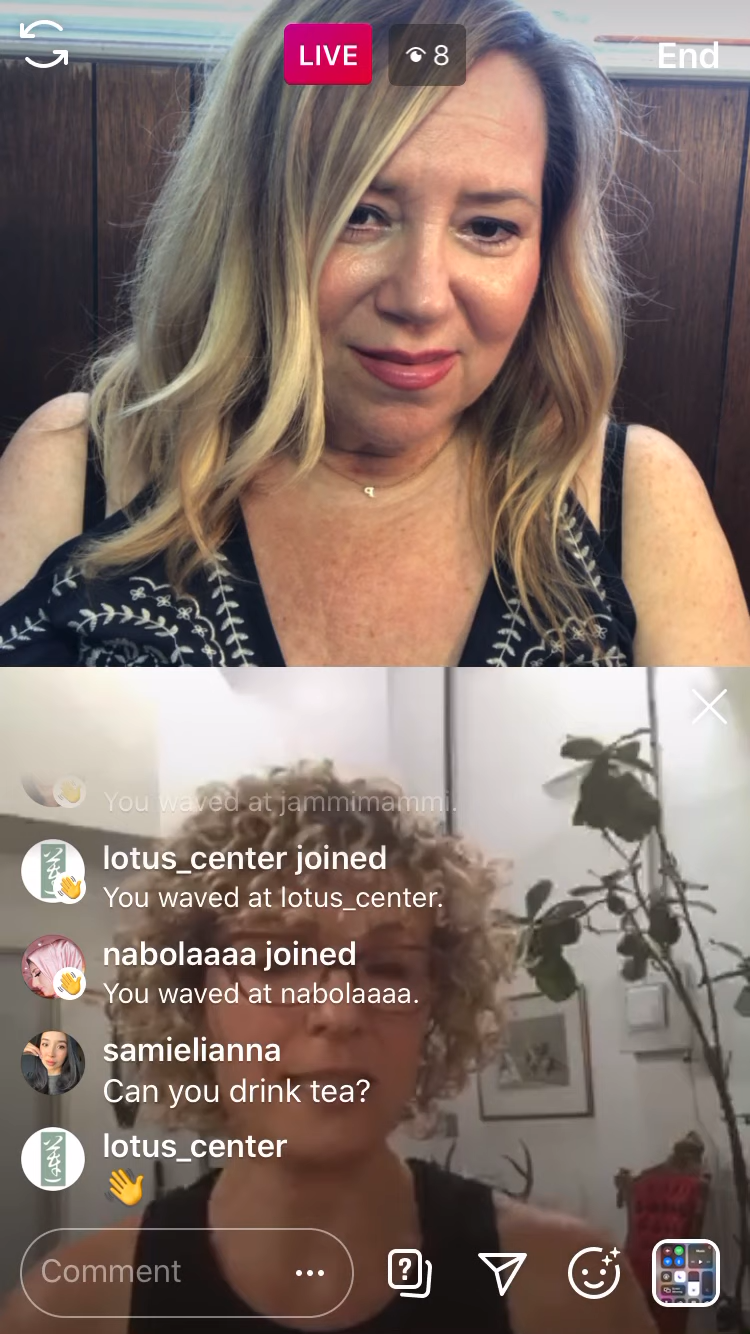 LIVE
8
End
You waved at jammimammi.
lotus_center joined
You waved at lotus_center.
nabolaaaa joined
You waved at nabolaaaa.
samielianna
Can you drink tea?
lotus_center
👋
Comment
...
?